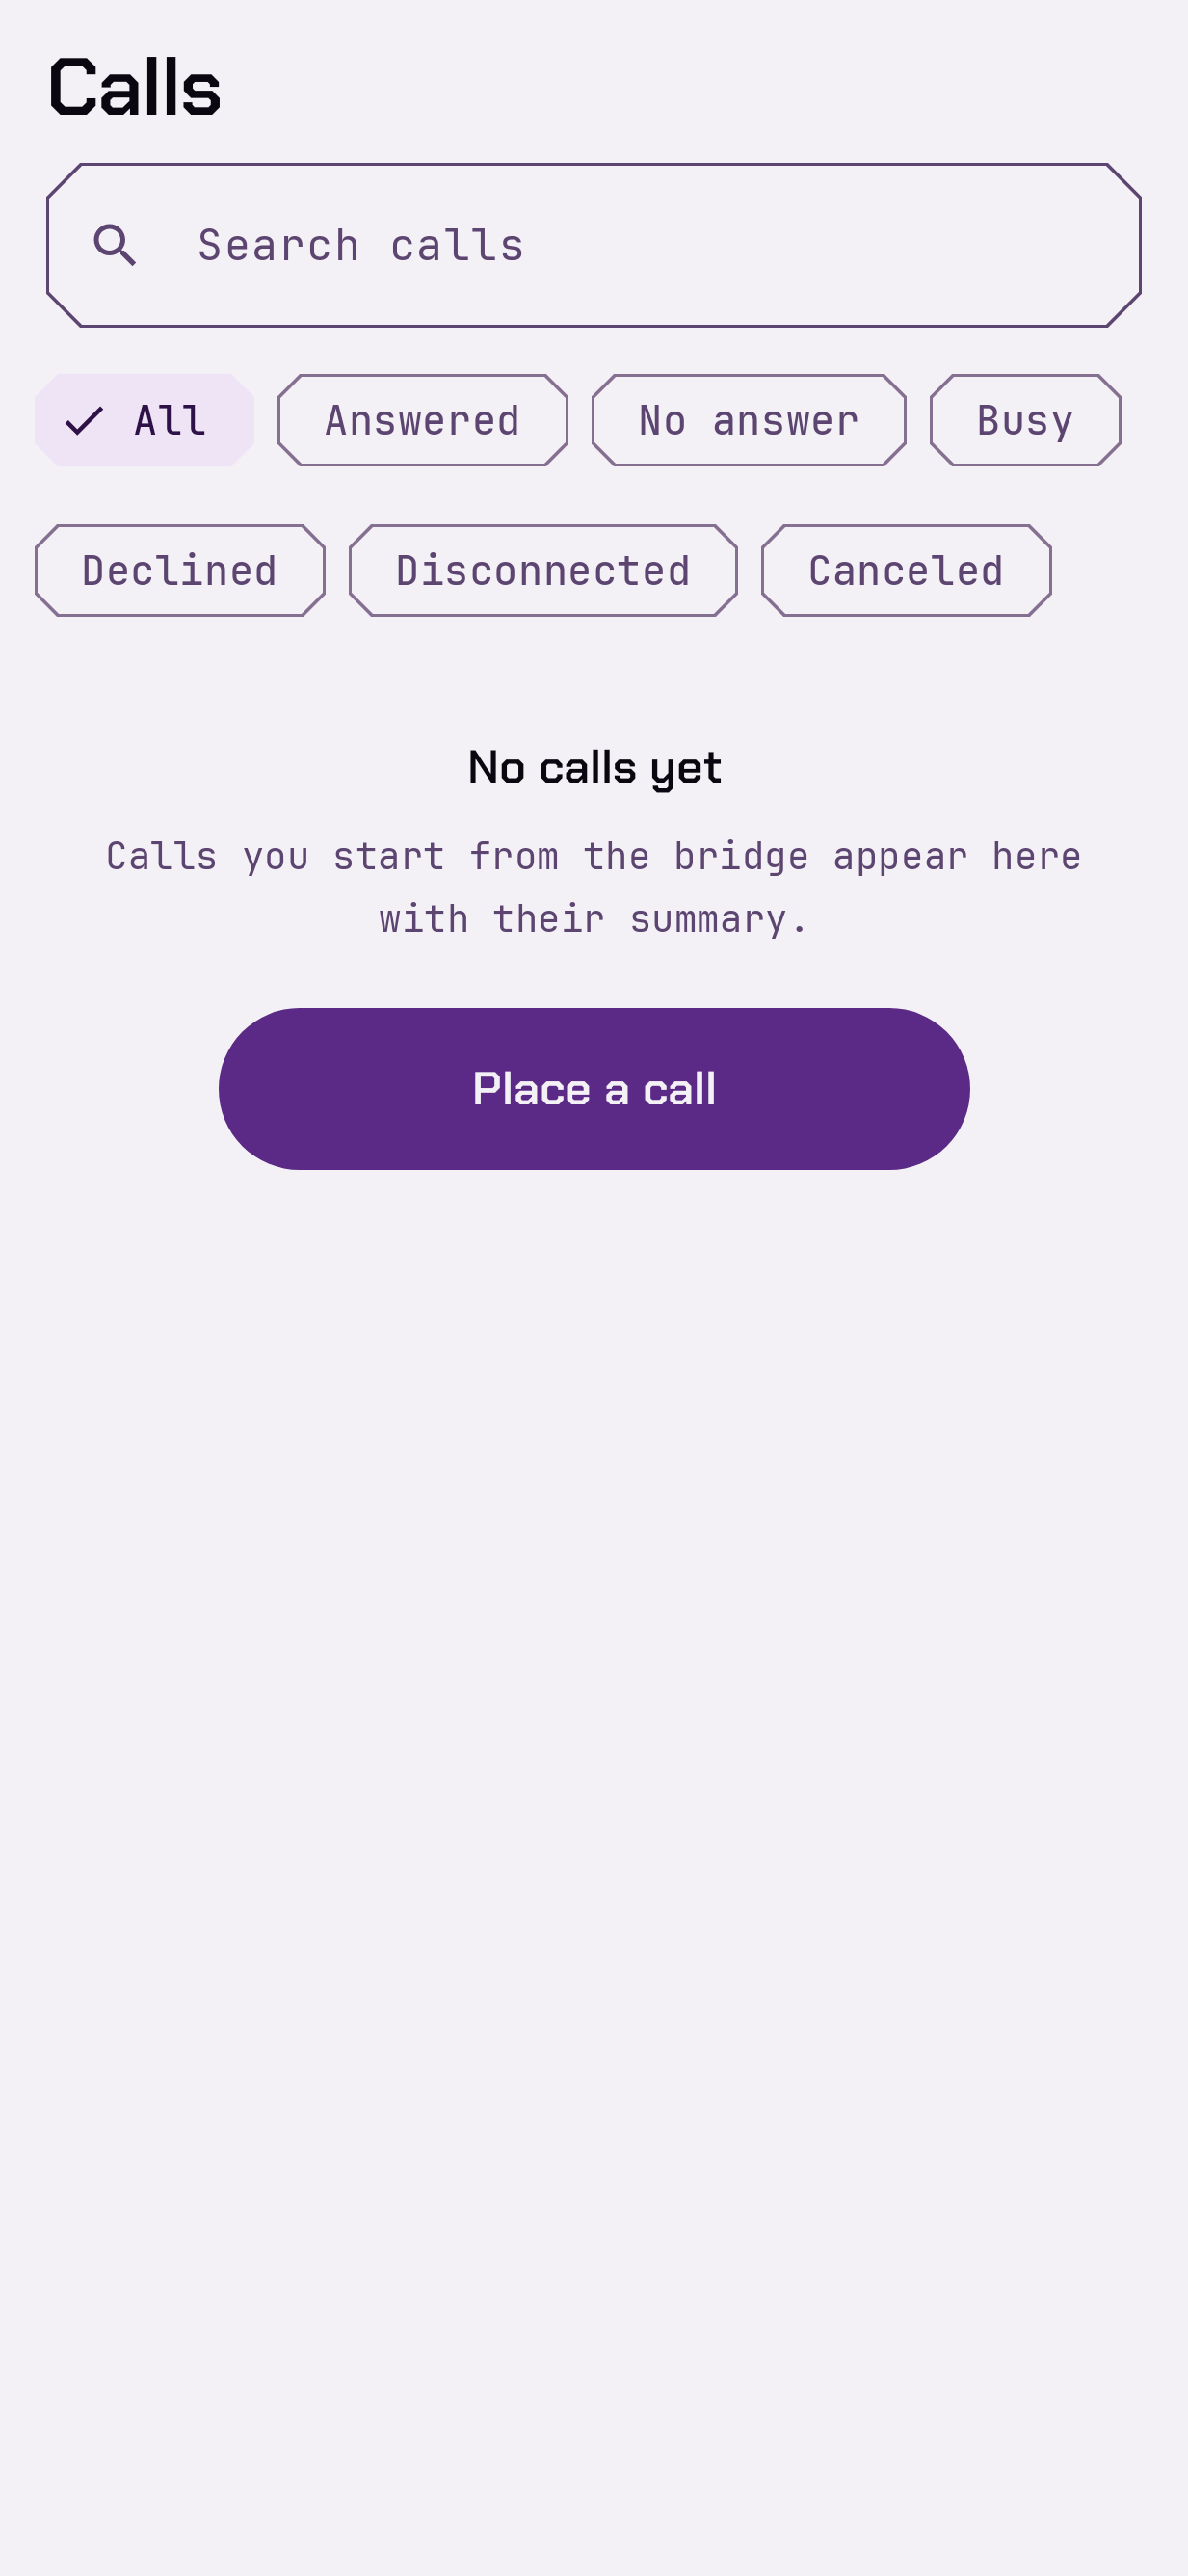 Calls
Search calls
All
Answered
No answer
Busy
Declined
Disconnected
Canceled
No calls yet
Calls you start from the bridge appear here
with their summary.
Place a call